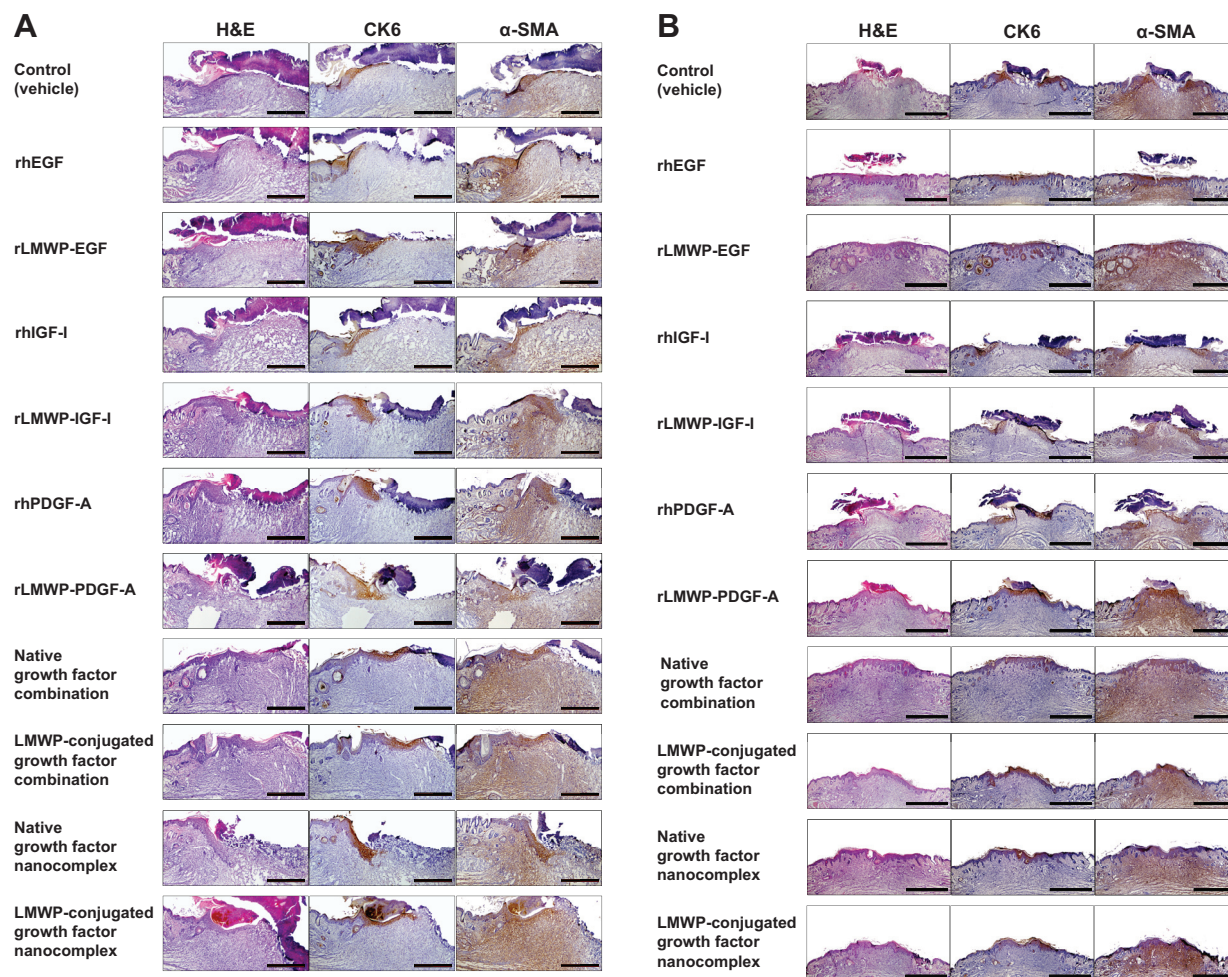 A
H&E CK6 α-SMA
Control
(vehicle)
rhEGF
rLMWP-EGF
rhIGF-I
rLMWP-IGF-I
rhPDGF-A
rLMWP-PDGF-A
Native
growth factor
combination
LMWP-conjugated
growth factor
combination
Native
growth factor
nanocomplex
LMWP-conjugated
growth factor
nanocomplex
B
H&E CK6 α-SMA
Control
(vehicle)
rhEGF
rLMWP-EGF
rhIGF-I
rLMWP-IGF-I
rhPDGF-A
rLMWP-PDGF-A
Native
growth factor
combination
LMWP-conjugated
growth factor
combination
Native
growth factor
nanocomplex
LMWP-conjugated
growth factor
nanocomplex